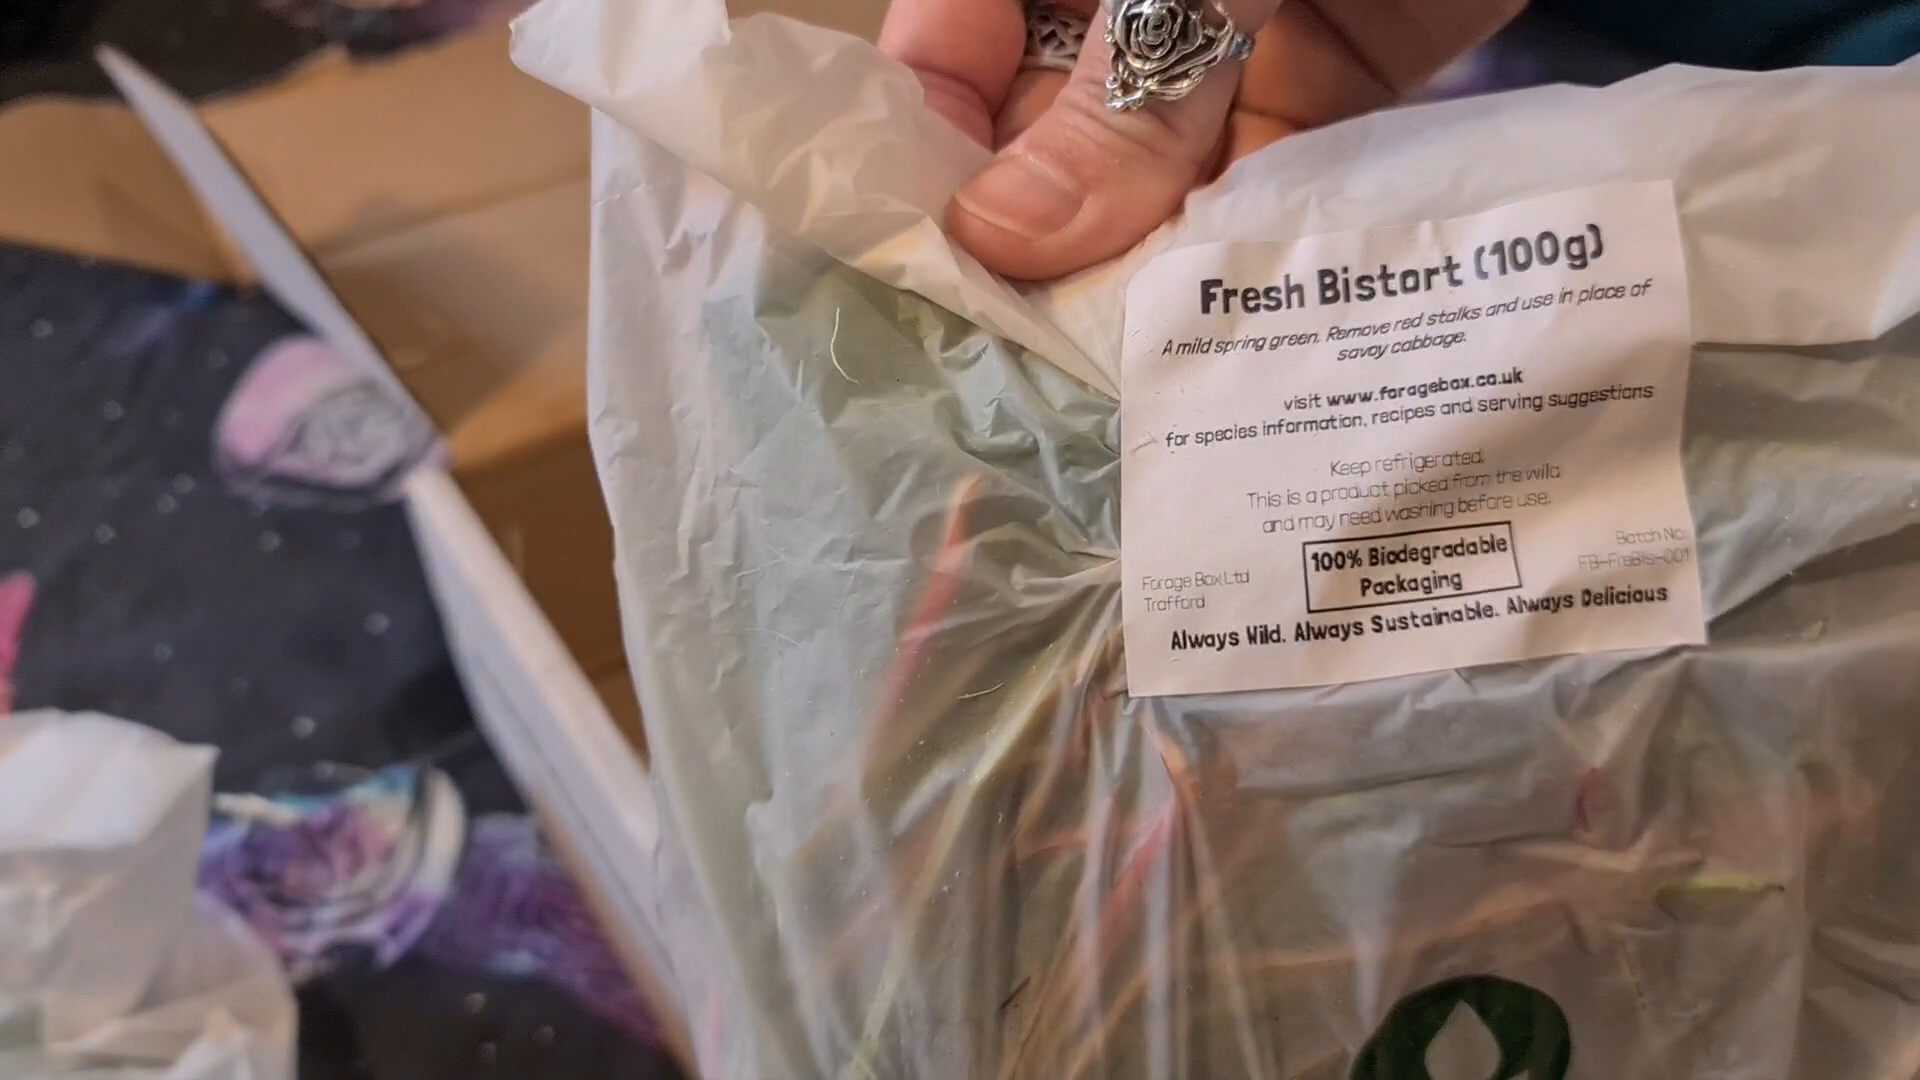 Fresh Bistort (100g)
A mild spring green. Remove red stalks and use in place of
savoy cabbage.
visit www.foragebox.co.uk
for species information, recipes and serving suggestions
Keep refrigerated.
This is a product picked from the wild
and may need washing before use.
100% Biodegradable
Packaging
Forage Box Ltd
Trafford
Batch No:
FB-FreBis-001
Always Wild. Always Sustainable. Always Delicious